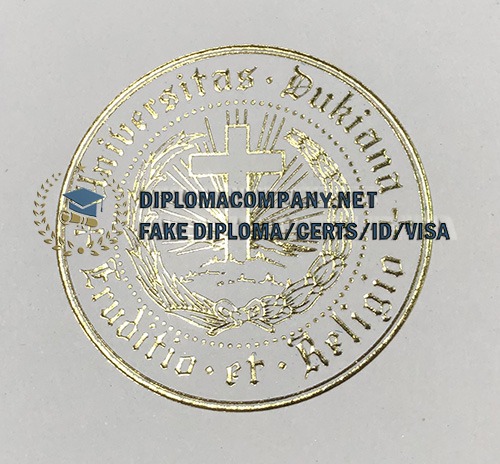 Universitas · Dukiana
DIPLOMACOMPANY.NET
FAKE DIPLOMA/CERTS/ID/VISA
Eruditio · et · Religio